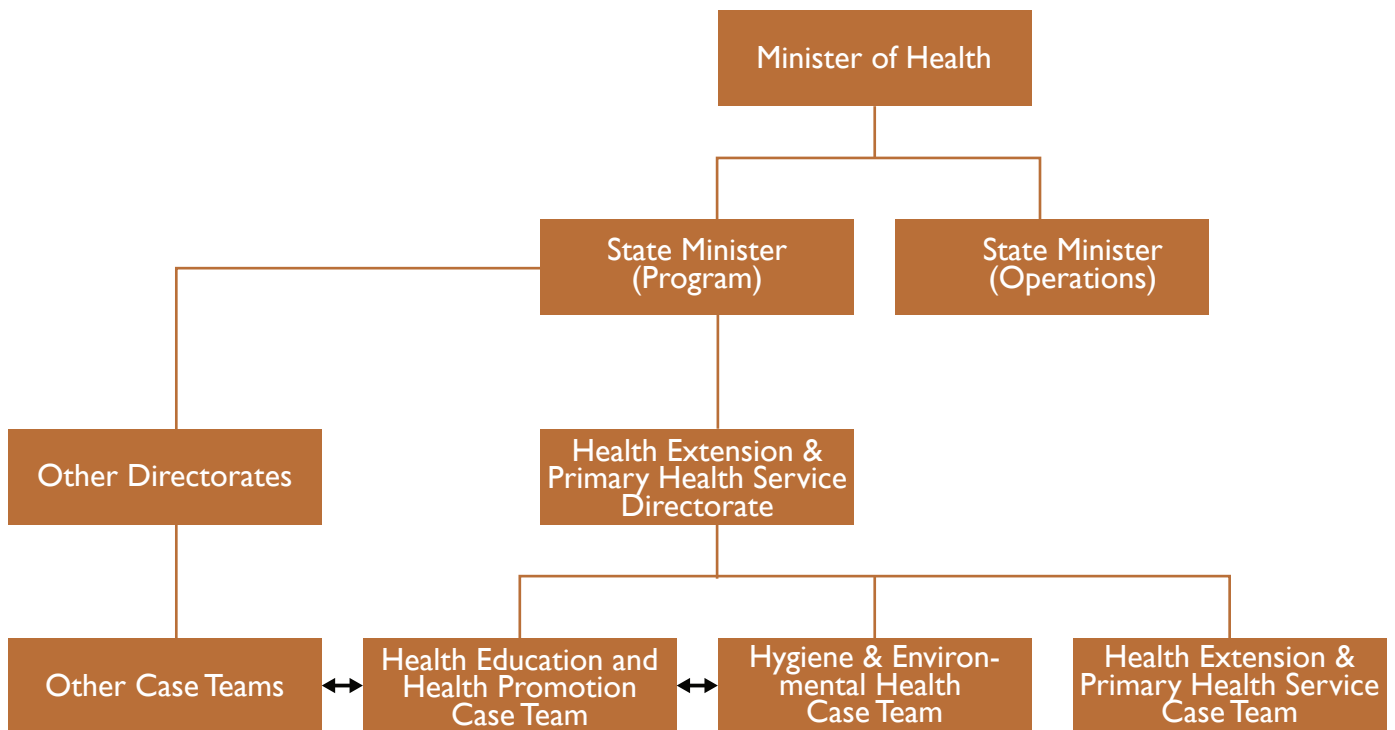 Minister of Health
State Minister
(Program)
State Minister
(Operations)
Other Directorates
Health Extension &
Primary Health Service
Directorate
Other Case Teams
Health Education and
Health Promotion
Case Team
Hygiene & Environ-
mental Health
Case Team
Health Extension &
Primary Health Service
Case Team